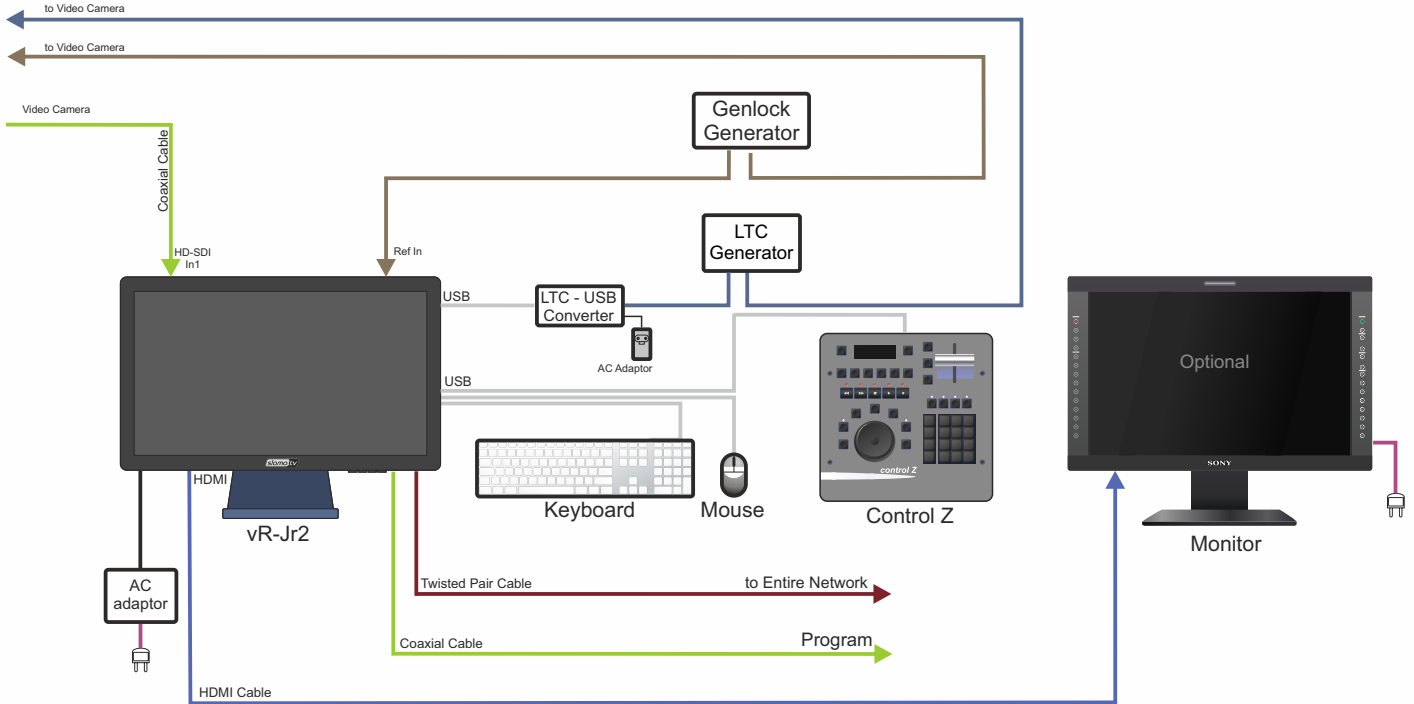 to Video Camera
to Video Camera
Video Camera
Coaxial Cable
Genlock
Generator
HD-SDI
In1
Ref In
LTC
Generator
USB
LTC - USB
Converter
AC Adaptor
USB
Optional
slomo tv
control Z
SONY
HDMI
Keyboard
Mouse
Control Z
vR-Jr2
Monitor
AC
adaptor
Twisted Pair Cable
to Entire Network
Coaxial Cable
Program
HDMI Cable